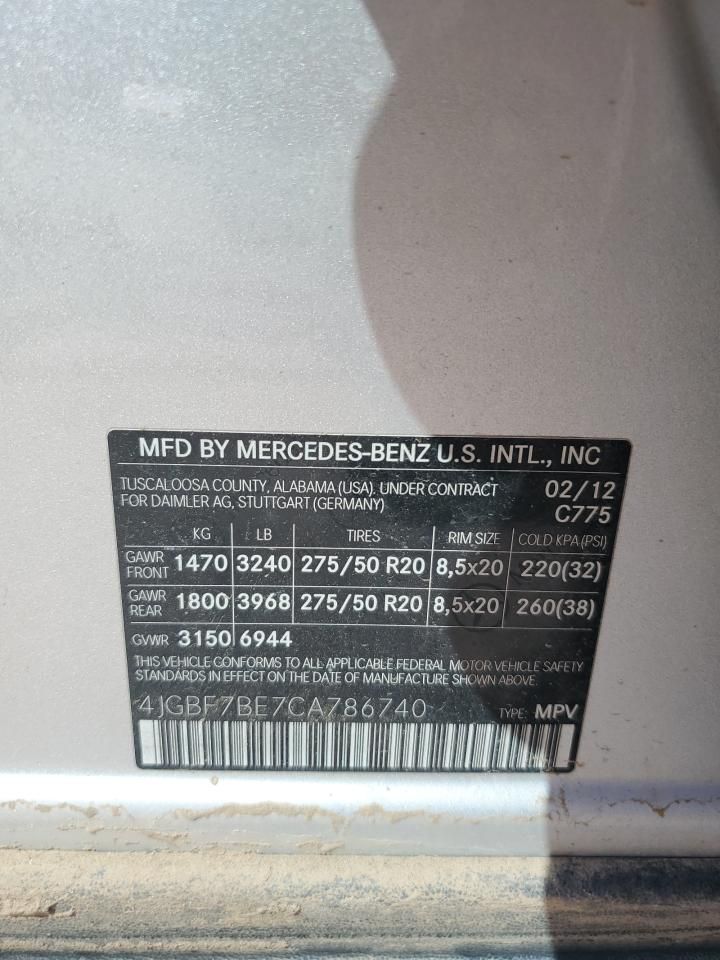 MFD BY MERCEDES-BENZ U.S. INTL., INC
TUSCALOOSA COUNTY, ALABAMA (USA). UNDER CONTRACT 02/12
FOR DAIMLER AG, STUTTGART (GERMANY) C775
KG LB TIRES RIM SIZE COLD KPA(PSI)
GAWR FRONT 1470 3240 275/50 R20 8,5x20 220(32)
GAWR REAR 1800 3968 275/50 R20 8,5x20 260(38)
GVWR 3150 6944
THIS VEHICLE CONFORMS TO ALL APPLICABLE FEDERAL MOTOR VEHICLE SAFETY
STANDARDS IN EFFECT ON THE DATE OF MANUFACTURE SHOWN ABOVE.
4JGBF7BE7CA786740 TYPE: MPV